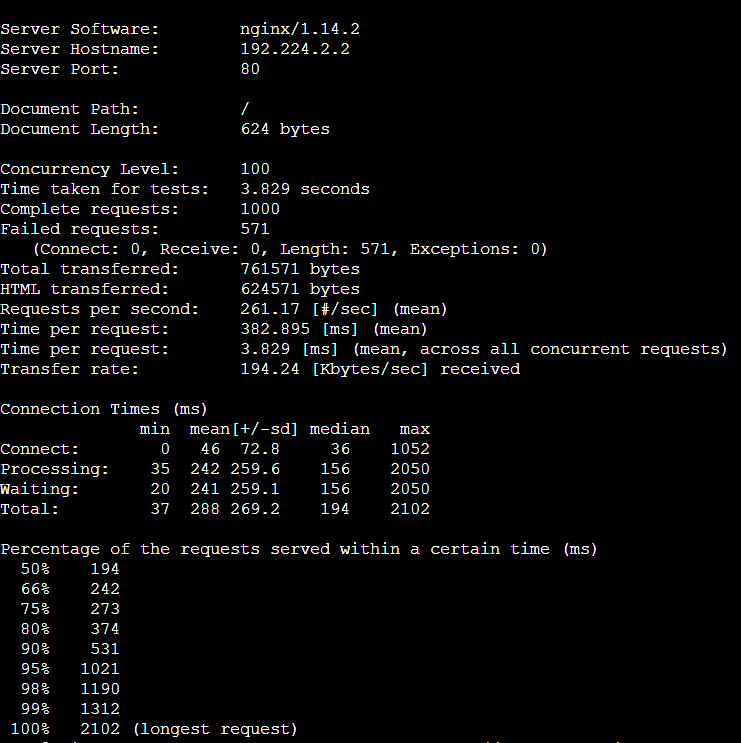 Server Software:        nginx/1.14.2
Server Hostname:        192.224.2.2
Server Port:            80

Document Path:          /
Document Length:        624 bytes

Concurrency Level:      100
Time taken for tests:   3.829 seconds
Complete requests:      1000
Failed requests:        571
   (Connect: 0, Receive: 0, Length: 571, Exceptions: 0)
Total transferred:      761571 bytes
HTML transferred:       624571 bytes
Requests per second:    261.17 [#/sec] (mean)
Time per request:       382.895 [ms] (mean)
Time per request:       3.829 [ms] (mean, across all concurrent requests)
Transfer rate:          194.24 [Kbytes/sec] received

Connection Times (ms)
              min  mean[+/-sd] median   max
Connect:        0   46  72.8     36    1052
Processing:    35  242 259.6    156    2050
Waiting:       20  241 259.1    156    2050
Total:         37  288 269.2    194    2102

Percentage of the requests served within a certain time (ms)
  50%    194
  66%    242
  75%    273
  80%    374
  90%    531
  95%   1021
  98%   1190
  99%   1312
 100%   2102 (longest request)